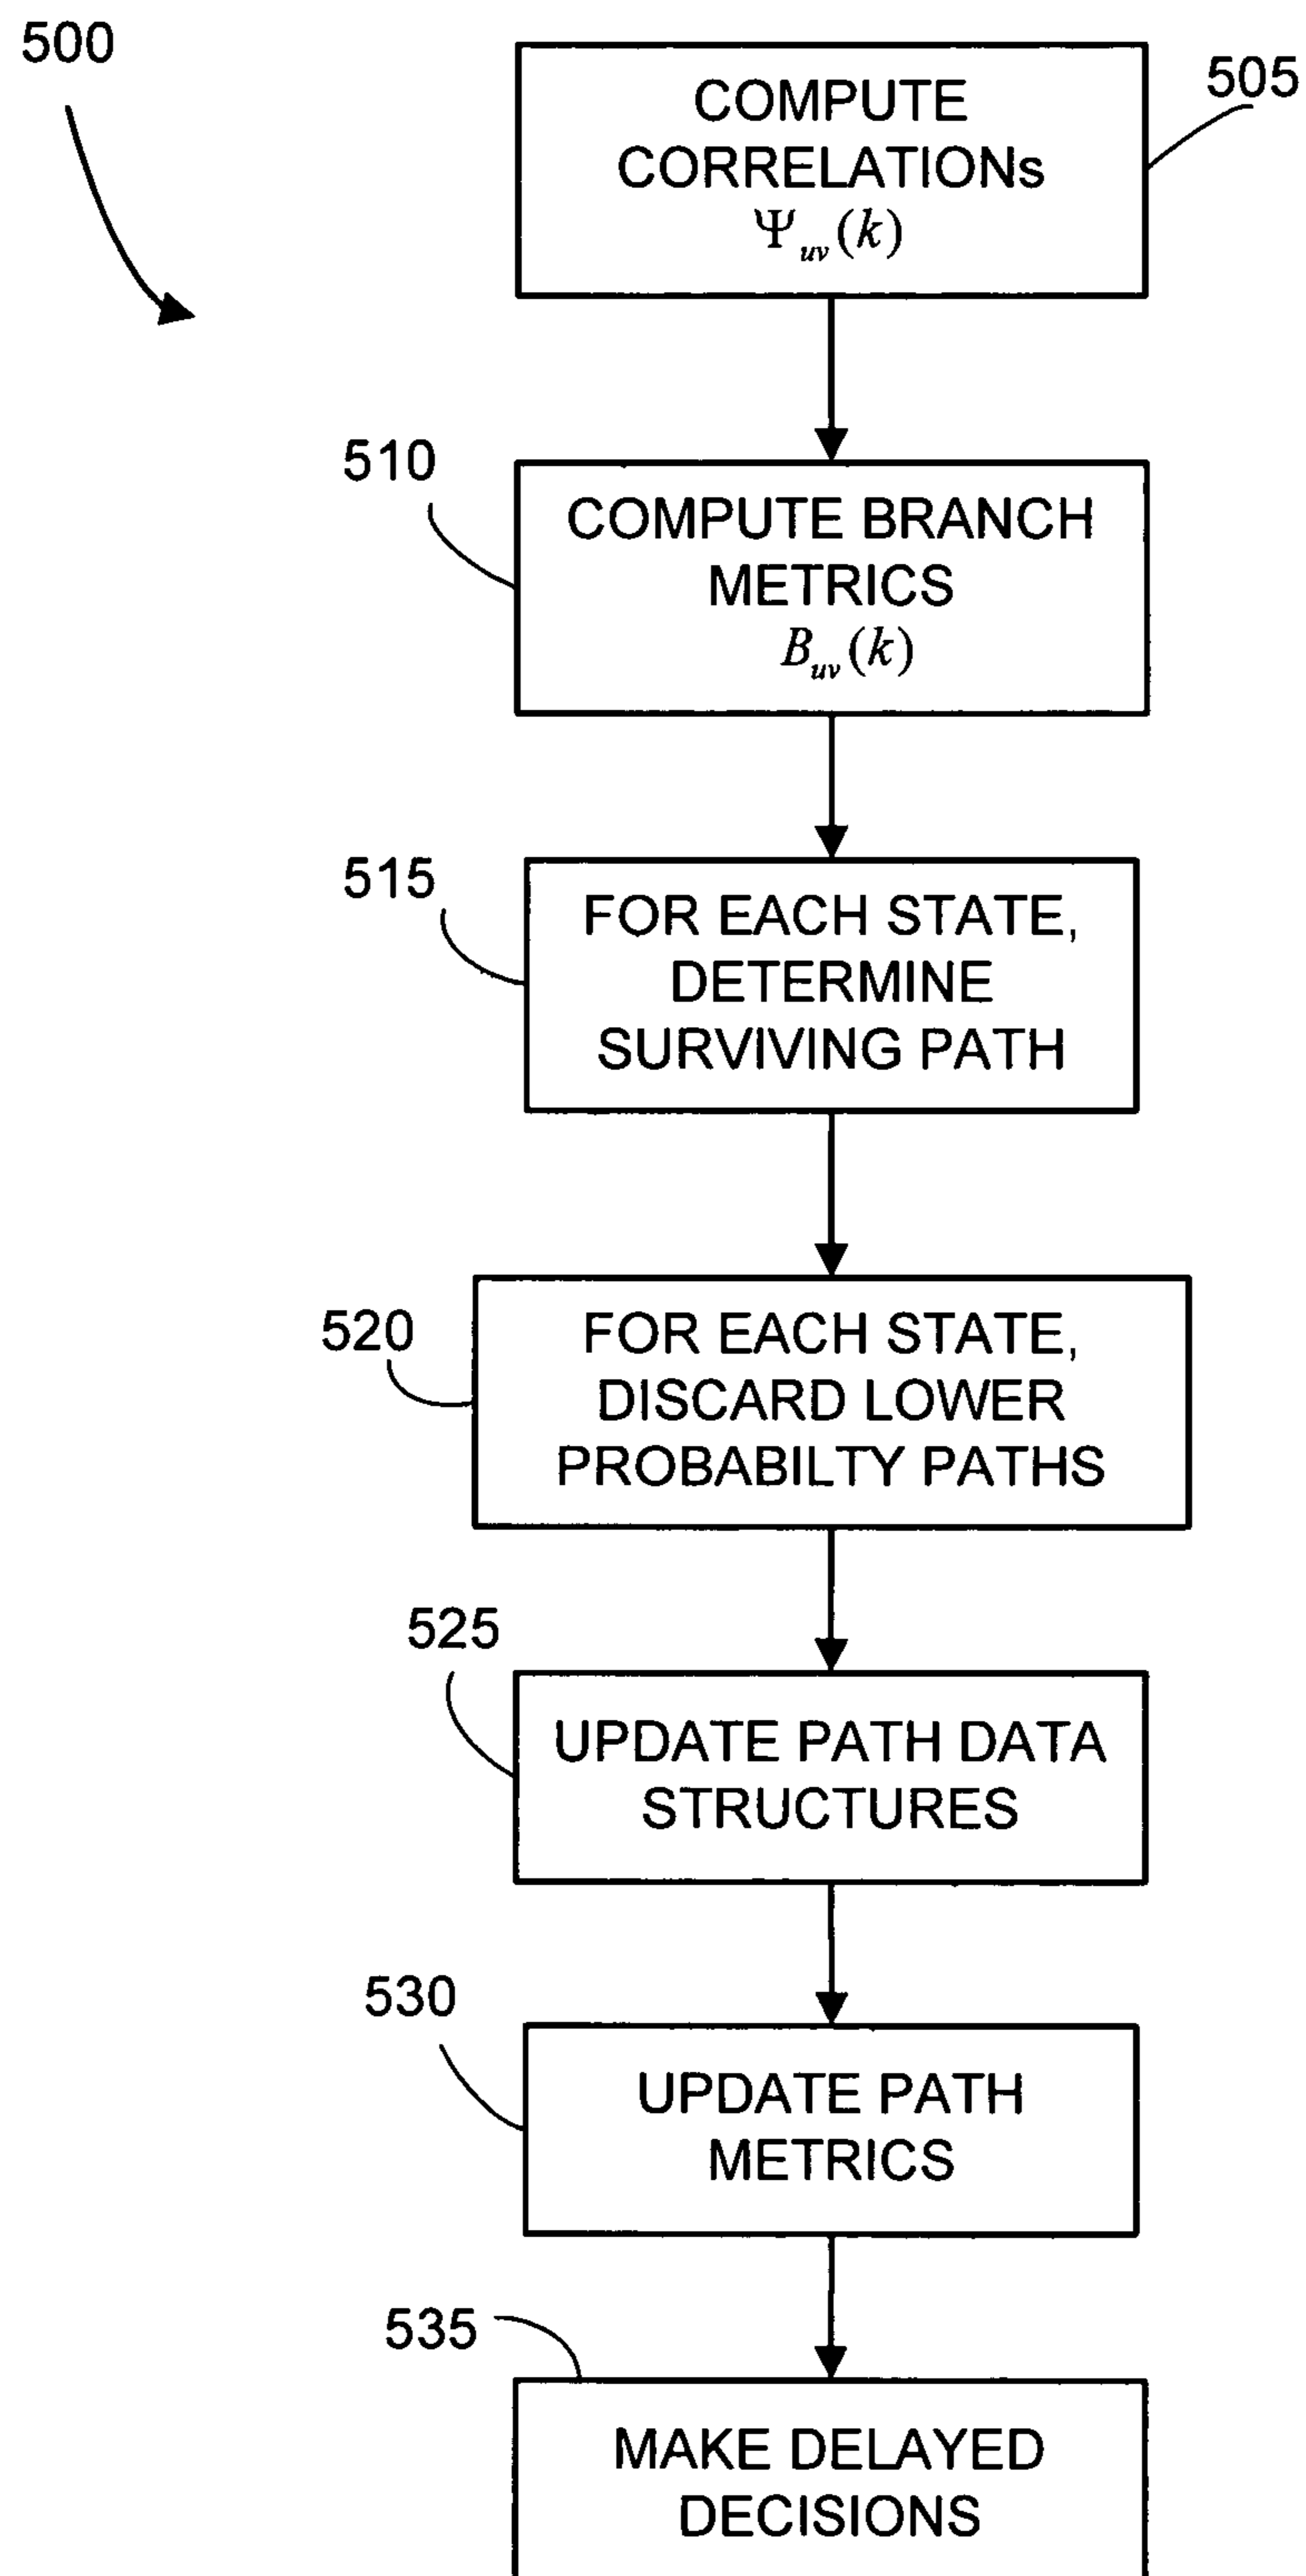 500
505
COMPUTE
CORRELATIONs
Ψuv(k)
510
COMPUTE BRANCH
METRICS
Buv(k)
515
FOR EACH STATE,
DETERMINE
SURVIVING PATH
520
FOR EACH STATE,
DISCARD LOWER
PROBABILTY PATHS
525
UPDATE PATH DATA
STRUCTURES
530
UPDATE PATH
METRICS
535
MAKE DELAYED
DECISIONS